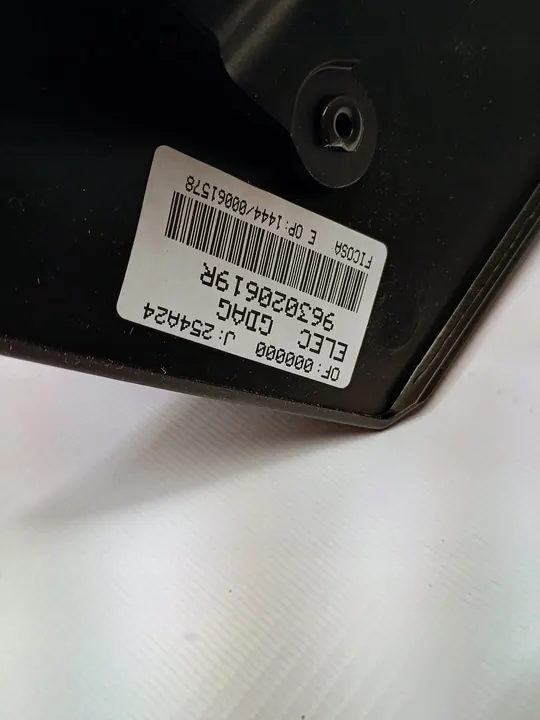 OF:000000 J:254A24
ELEC GDAG
963020619R
FICOSA E OP:1444/00061578